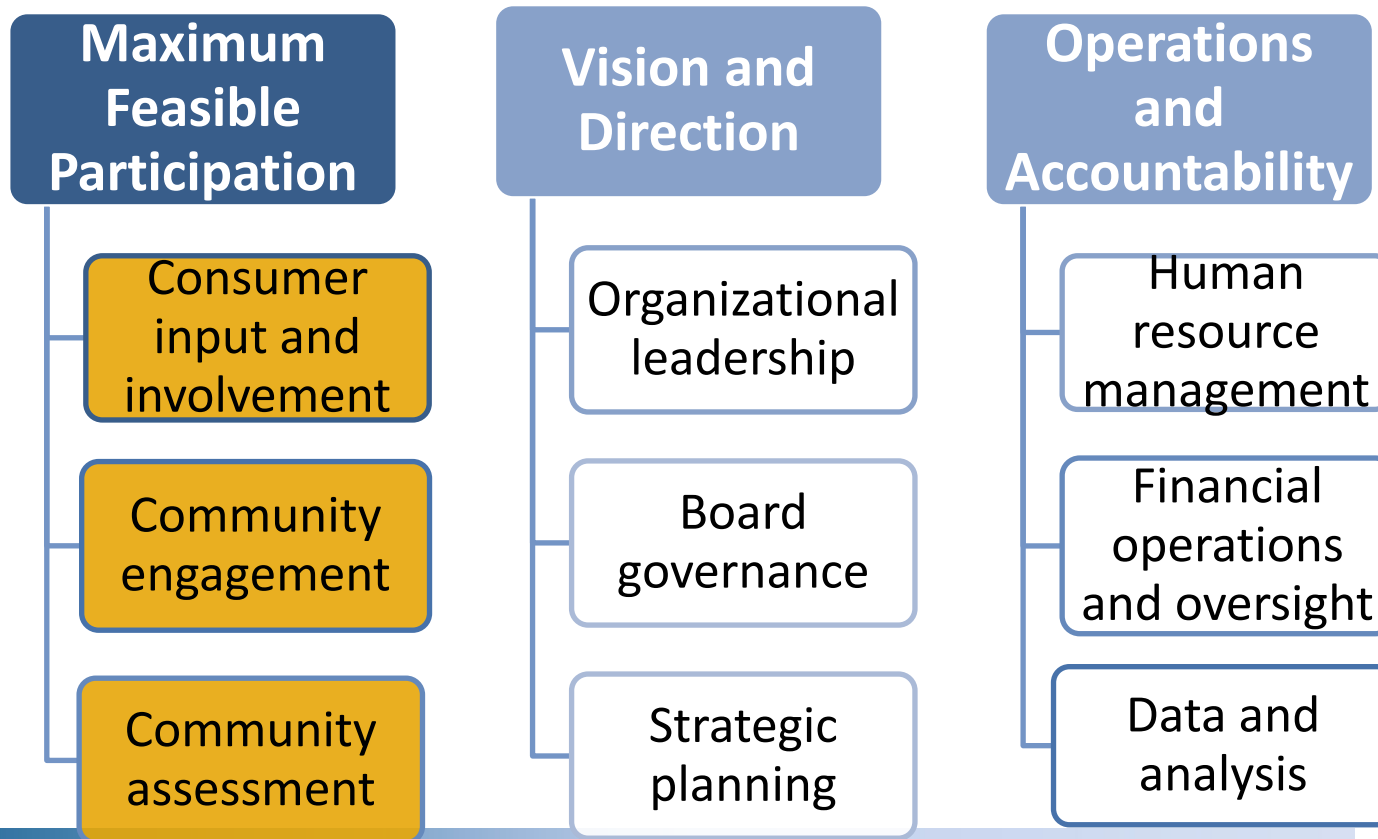 Maximum
Feasible
Participation
Consumer
input and
involvement
Community
engagement
Community
assessment
Vision and
Direction
Organizational
leadership
Board
governance
Strategic
planning
Operations
and
Accountability
Human
resource
management
Financial
operations
and oversight
Data and
analysis